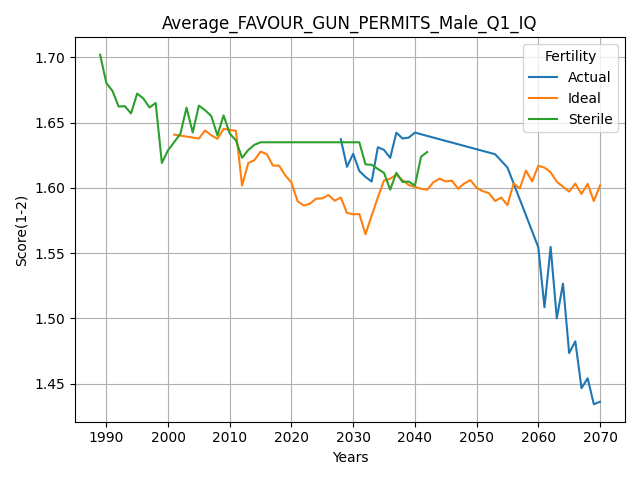 Average_FAVOUR_GUN_PERMITS_Male_Q1_IQ
Fertility
Actual
Ideal
Sterile
Score(1-2)
1.70
1.65
1.60
1.55
1.50
1.45
1990 2000 2010 2020 2030 2040 2050 2060 2070
Years